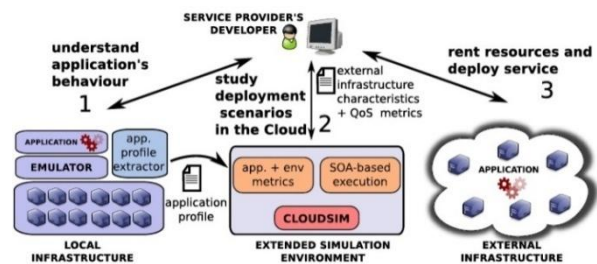 SERVICE PROVIDER'S
DEVELOPER
understand
application's
behaviour
1
study
deployment
scenarios
in the Cloud
2
external
infrastructure
characteristics
+ QoS metrics
rent resources and
deploy service
3
APPLICATION
EMULATOR
app.
profile
extractor
application
profile
app. + env
metrics
SOA-based
execution
CLOUDSIM
APPLICATION
LOCAL
INFRASTRUCTURE
EXTENDED SIMULATION
ENVIRONMENT
EXTERNAL
INFRASTRUCTURE